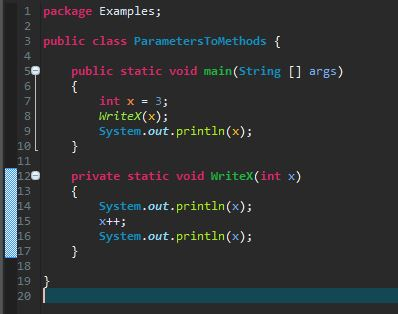 1 package Examples;
2
3 public class ParametersToMethods {
4
5 public static void main(String [] args)
6 {
7 int x = 3;
8 WriteX(x);
9 System.out.println(x);
10 }
11
12 private static void WriteX(int x)
13 {
14 System.out.println(x);
15 x++;
16 System.out.println(x);
17 }
18
19 }
20